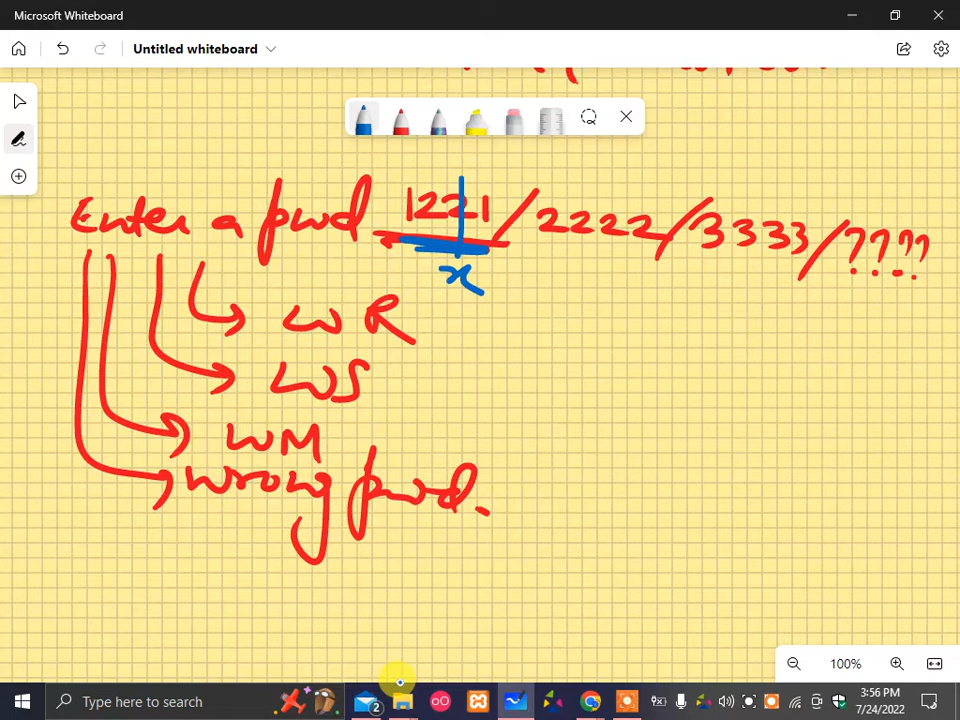 Microsoft Whiteboard
Untitled whiteboard
Enter a pwd 1221/2222/3333/????
x
WR
WS
WM
wrong pwd.
100%
Type here to search
2
3:56 PM
7/24/2022